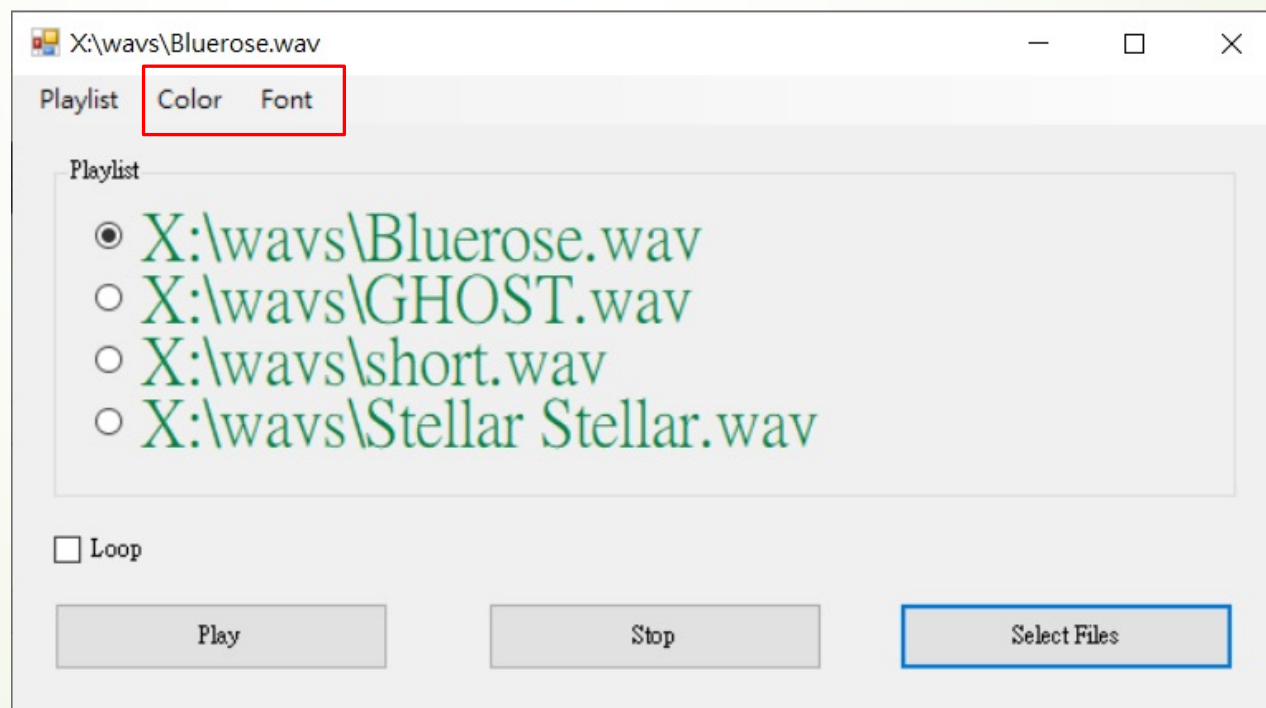 X:\wavs\Bluerose.wav
Playlist Color Font
Playlist
X:\wavs\Bluerose.wav
X:\wavs\GHOST.wav
X:\wavs\short.wav
X:\wavs\Stellar Stellar.wav
Loop
Play Stop Select Files